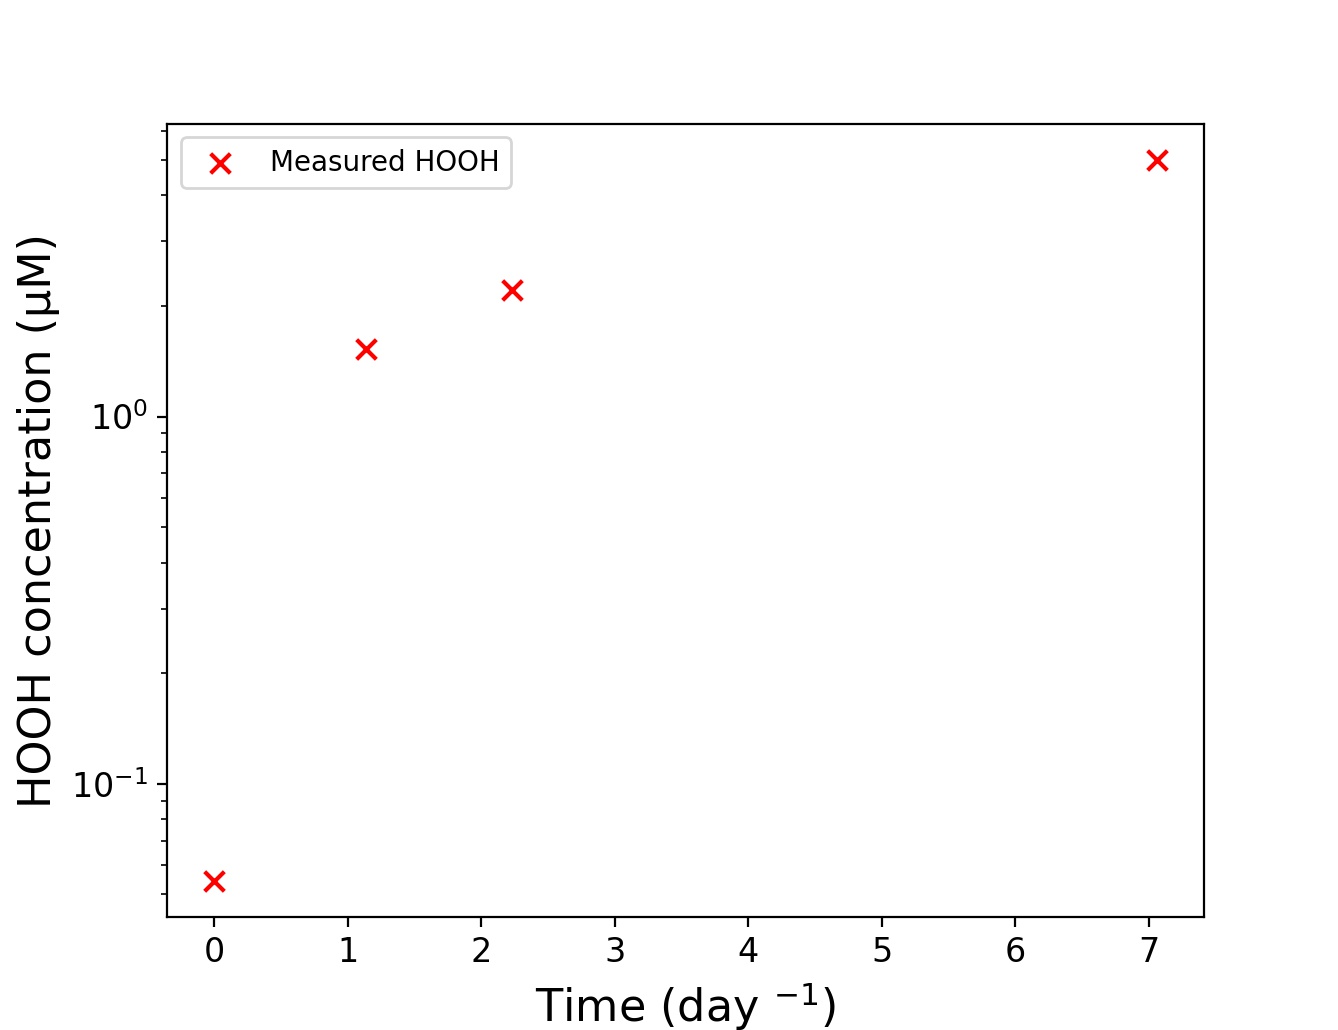 Measured HOOH
HOOH concentration (μM)
10⁰
10⁻¹
0 1 2 3 4 5 6 7
Time (day ⁻¹)